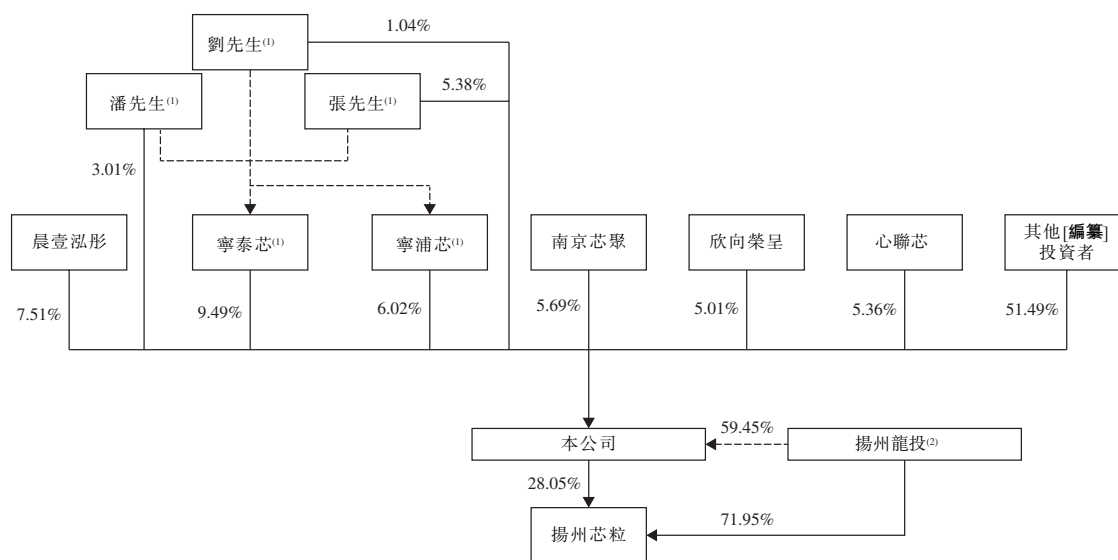 1.04%
劉先生(1)
5.38%
潘先生(1)
張先生(1)
3.01%
晨壹泓彤
寧泰芯(1)
寧浦芯(1)
南京芯聚
欣向榮呈
心聯芯
其他[編纂]
投資者
7.51%
9.49%
6.02%
5.69%
5.01%
5.36%
51.49%
本公司
59.45%
揚州龍投(2)
28.05%
71.95%
揚州芯粒